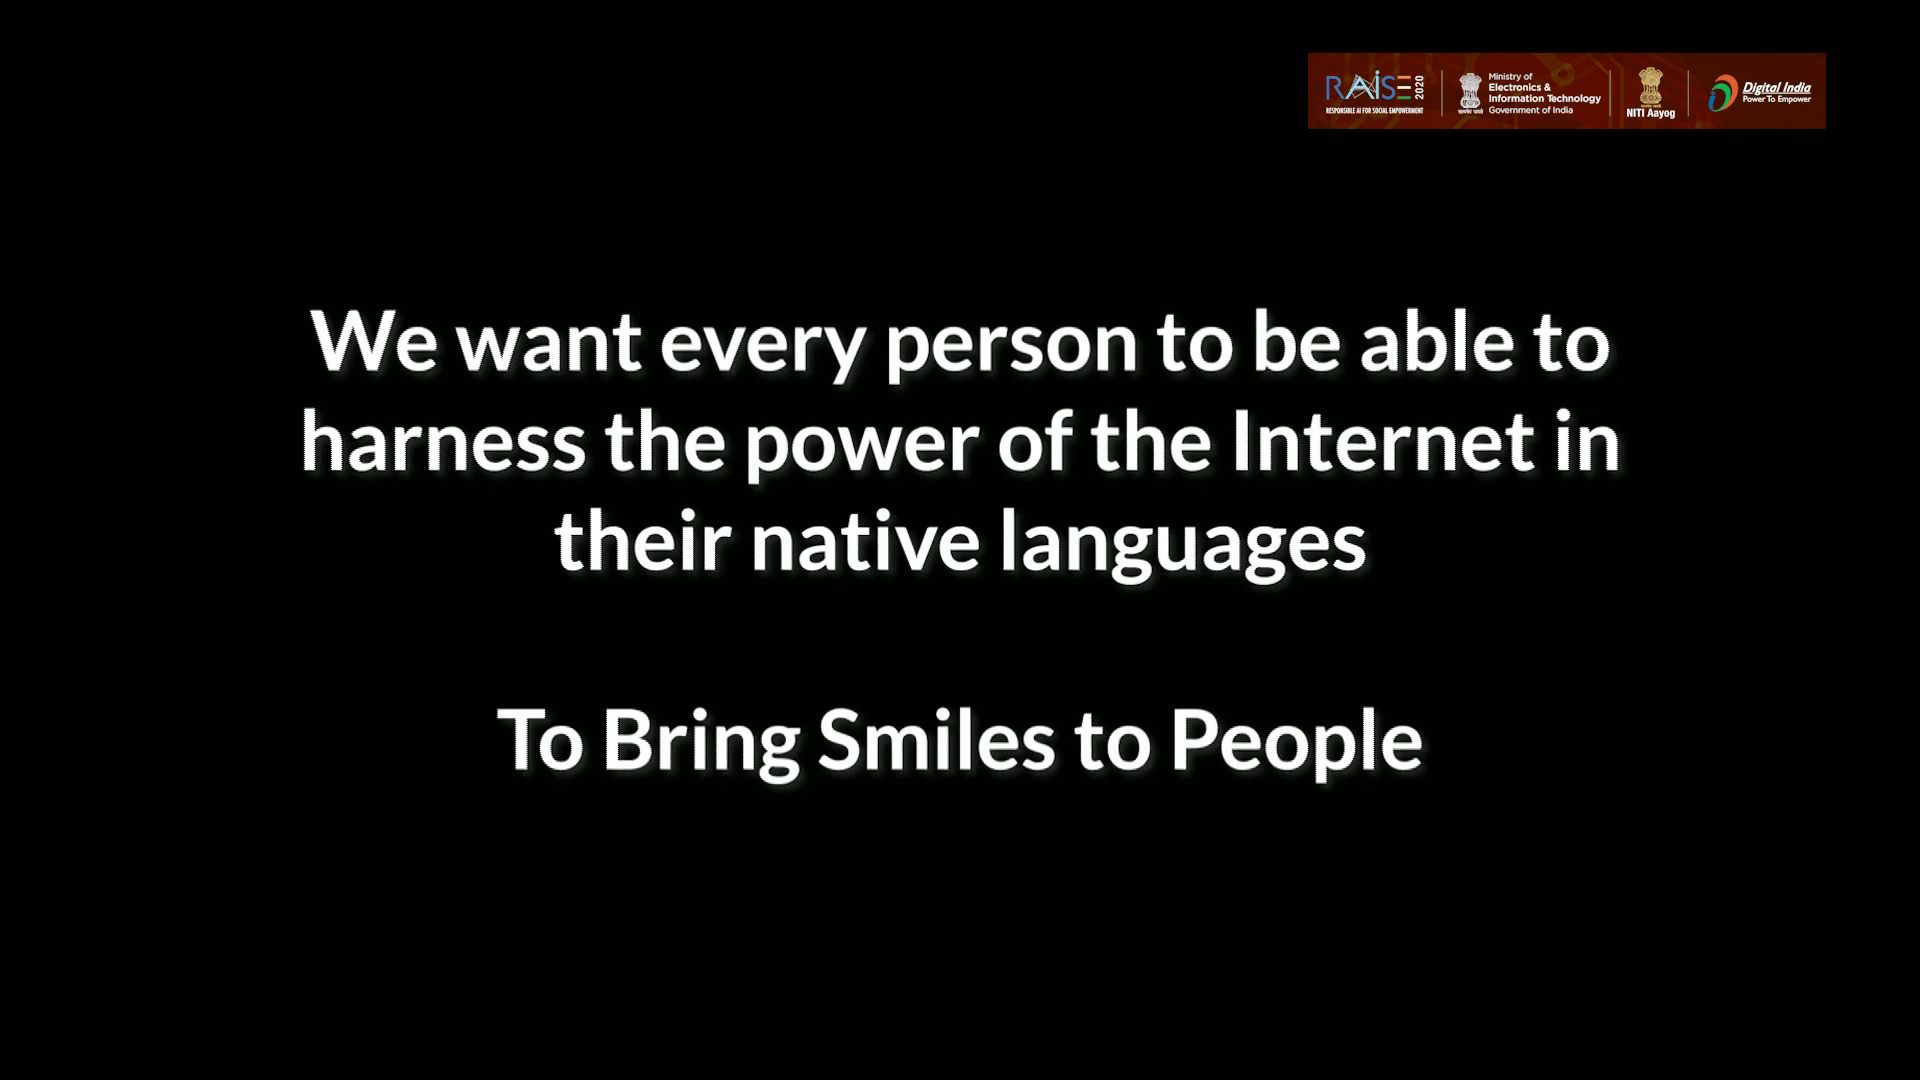 RAISE 2020
RESPONSIBLE AI FOR SOCIAL EMPOWERMENT
Ministry of
Electronics &
Information Technology
Government of India
NITI Aayog
Digital India
Power To Empower
We want every person to be able to
harness the power of the Internet in
their native languages
To Bring Smiles to People